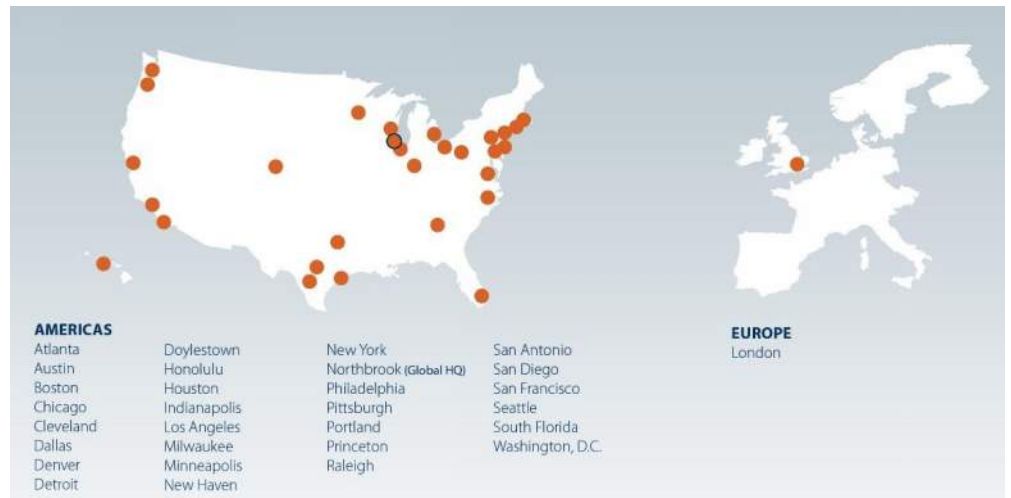 AMERICAS
Atlanta
Austin
Boston
Chicago
Cleveland
Dallas
Denver
Detroit
Doylestown
Honolulu
Houston
Indianapolis
Los Angeles
Milwaukee
Minneapolis
New Haven
New York
Northbrook (Global HQ)
Philadelphia
Pittsburgh
Portland
Princeton
Raleigh
San Antonio
San Diego
San Francisco
Seattle
South Florida
Washington, D.C.
EUROPE
London